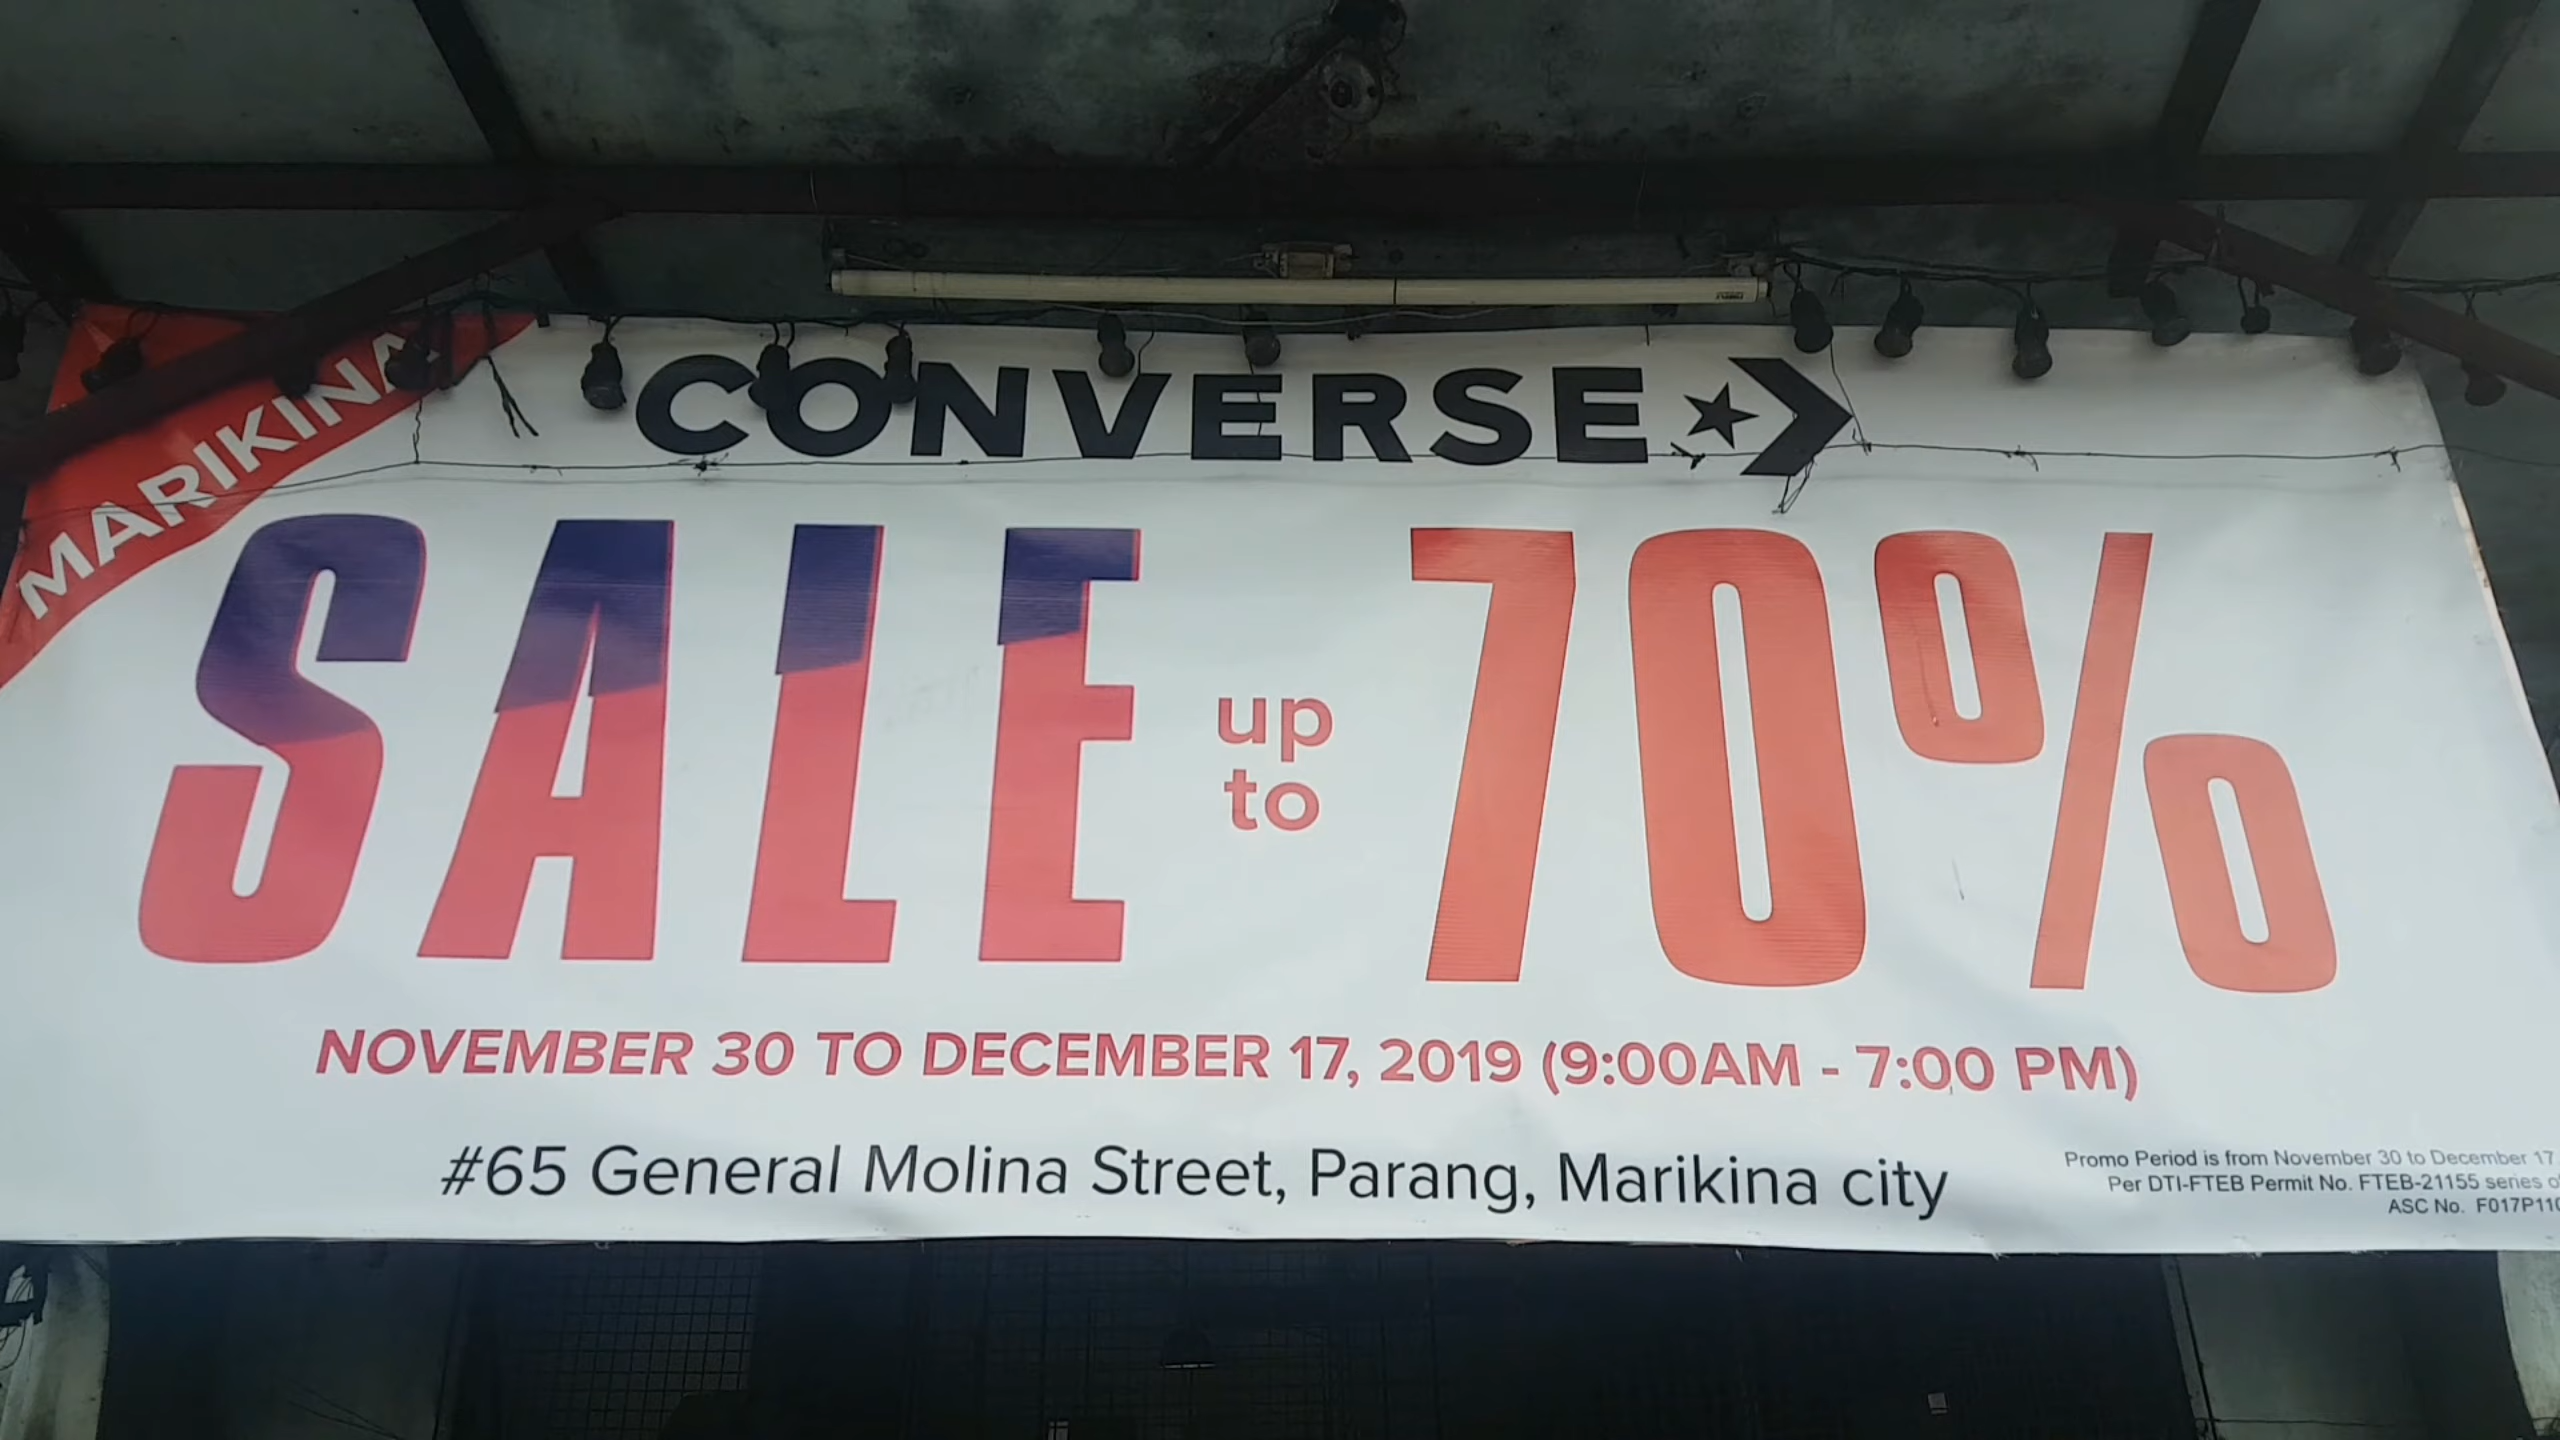 MARIKINA
CONVERSE
SALE up to 70%
NOVEMBER 30 TO DECEMBER 17, 2019 (9:00AM - 7:00 PM)
#65 General Molina Street, Parang, Marikina city
Promo Period is from November 30 to December 17
Per DTI-FTEB Permit No. FTEB-21155 series
ASC No.